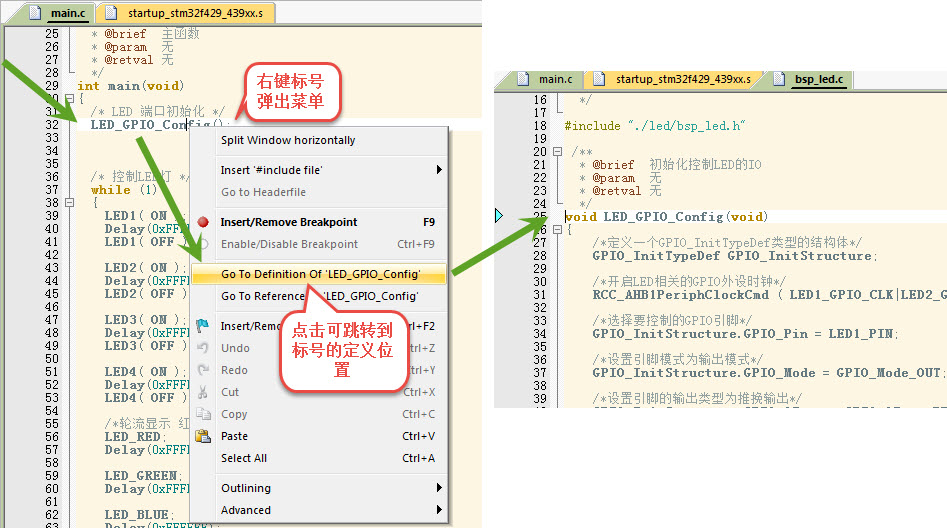 main.c
startup_stm32f429_439xx.s
25 * @brief 主函数
26 * @param 无
27 * @retval 无
28 */
29 int main(void)
30 {
31 /* LED 端口初始化 */
32 LED_GPIO_Config();
33
35
36 /* 控制LED灯 */
37 while (1)
38 {
39 LED1( ON );
40 Delay(0xFFF
41 LED1( OFF )
42
43 LED2( ON );
44 Delay(0xFFF
45 LED2( OFF )
46
47 LED3( ON );
48 Delay(0xFFF
49 LED3( OFF )
50
51 LED4( ON );
52 Delay(0xFFF
53 LED4( OFF )
54
55 /*轮流显示 红
56 LED_RED;
57 Delay(0xFFFF
58
59 LED_GREEN;
60 Delay(0xFFFF
61
62 LED_BLUE;
63
右键标号
弹出菜单
Split Window horizontally
Insert '#include file'
Go to Headerfile
Insert/Remove Breakpoint F9
Enable/Disable Breakpoint Ctrl+F9
Go To Definition Of 'LED_GPIO_Config'
Go To Reference 'LED_GPIO_Config'
Insert/Remo rl+F2
Undo rl+Z
Redo rl+Y
Cut Ctrl+X
Copy Ctrl+C
Paste Ctrl+V
Select All Ctrl+A
Outlining
Advanced
点击可跳转到
标号的定义位
置
main.c
startup_stm32f429_439xx.s
bsp_led.c
16 */
17
18 #include "./led/bsp_led.h"
19
20 /**
21 * @brief 初始化控制LED的IO
22 * @param 无
23 * @retval 无
24 */
25 void LED_GPIO_Config(void)
26 {
27 /*定义一个GPIO_InitTypeDef类型的结构体*/
28 GPIO_InitTypeDef GPIO_InitStructure;
29
30 /*开启LED相关的GPIO外设时钟*/
31 RCC_AHB1PeriphClockCmd ( LED1_GPIO_CLK|LED2_G
32
33 /*选择要控制的GPIO引脚*/
34 GPIO_InitStructure.GPIO_Pin = LED1_PIN;
35
36 /*设置引脚模式为输出模式*/
37 GPIO_InitStructure.GPIO_Mode = GPIO_Mode_OUT;
38
39 /*设置引脚的输出类型为推挽输出*/